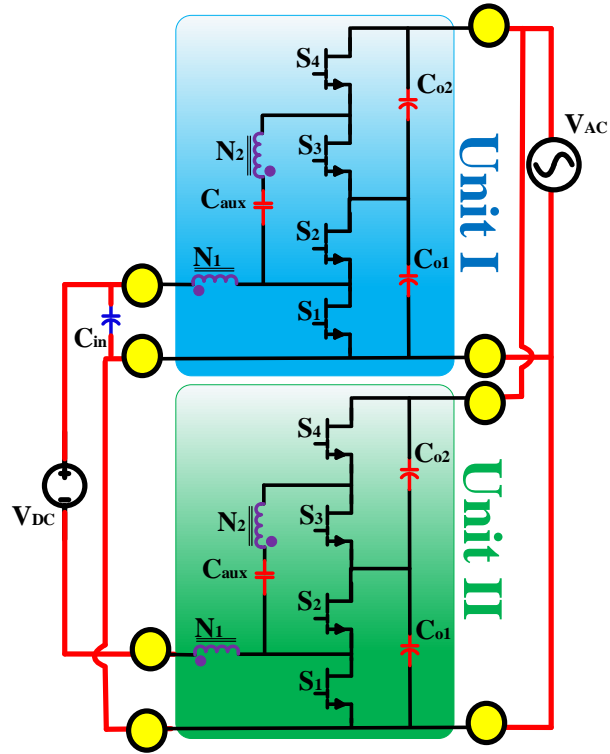 S4
Co2
VAC
N2
S3
Caux
S2
Unit I
N1
Co1
S1
Cin
S4
Co2
VDC
N2
S3
Caux
S2
Unit II
N1
Co1
S1